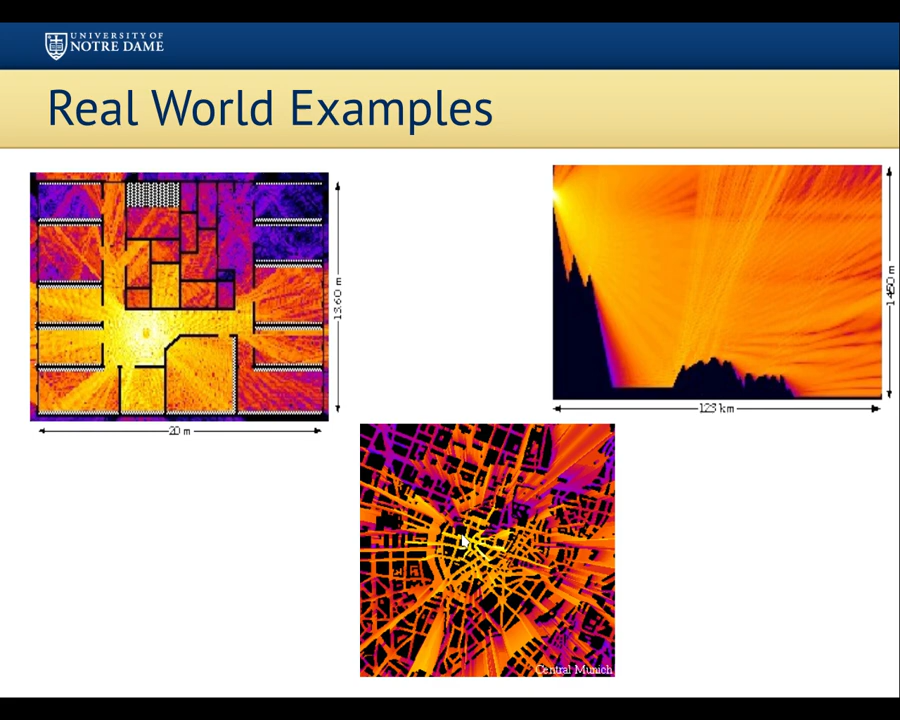 UNIVERSITY OF
NOTRE DAME
Real World Examples
13.60 m
20 m
1450 m
123 km
Central Munich